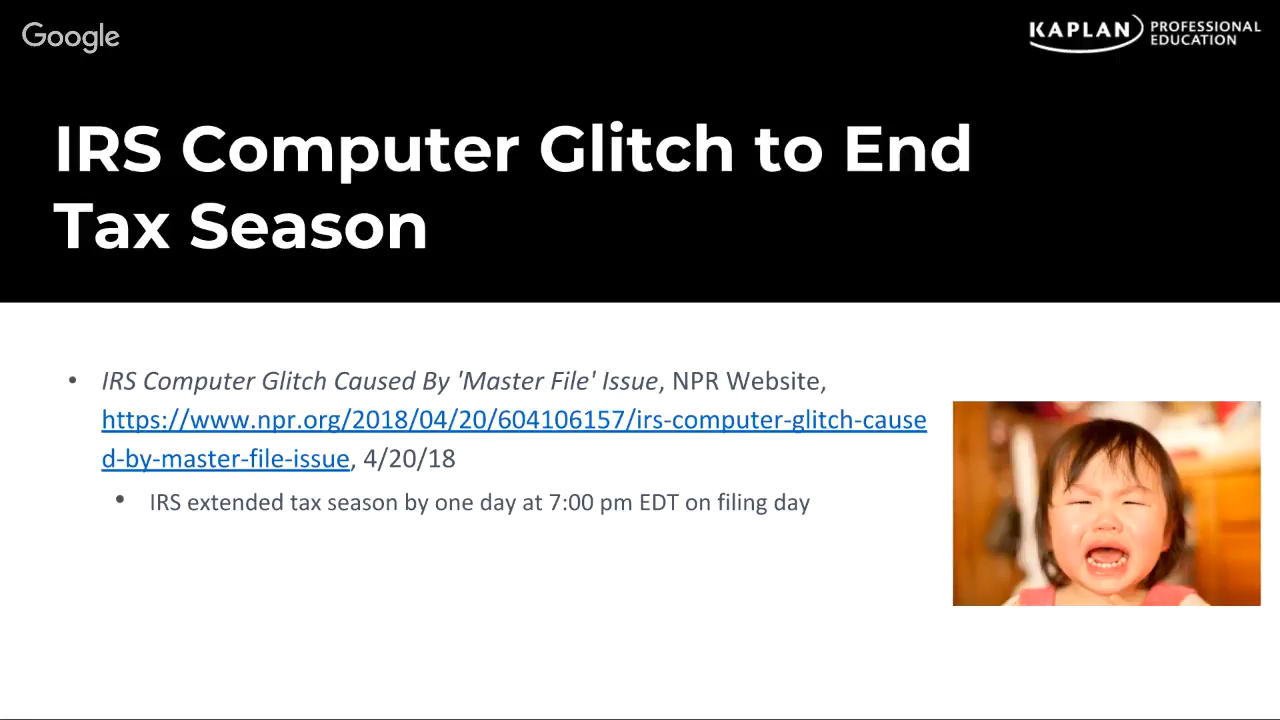 Google
KAPLAN PROFESSIONAL EDUCATION
IRS Computer Glitch to End
Tax Season
• IRS Computer Glitch Caused By 'Master File' Issue, NPR Website,
https://www.npr.org/2018/04/20/604106157/irs-computer-glitch-cause
d-by-master-file-issue, 4/20/18
• IRS extended tax season by one day at 7:00 pm EDT on filing day